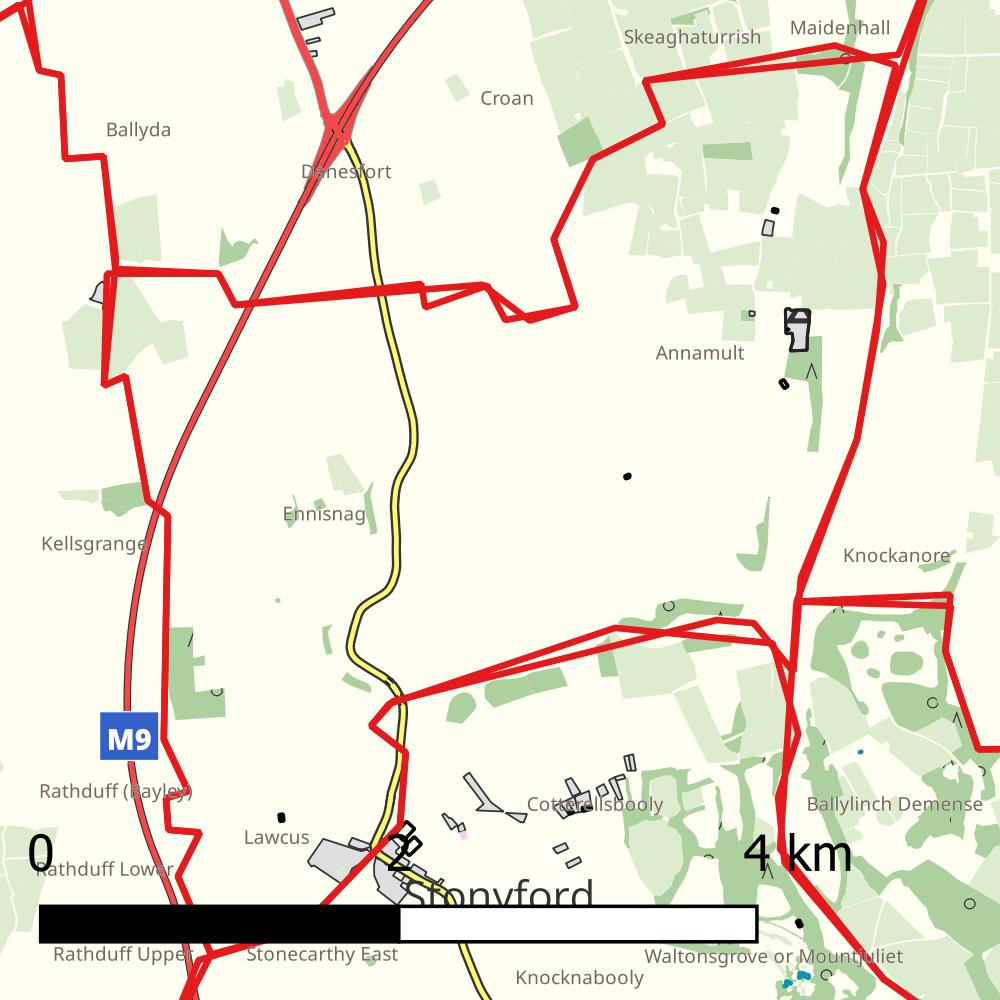 Maidenhall
Skeaghaturrish
Croan
Ballyda
Danesfort
Annamult
Ennisnag
Kellsgrange
Knockanore
M9
Rathduff (Bayley)
Cotterellsbooly
Ballylinch Demense
Lawcus
0 2 4 km
Rathduff Lower
Stonyford
Rathduff Upper
Stonecarthy East
Waltonsgrove or Mountjuliet
Knocknabooly